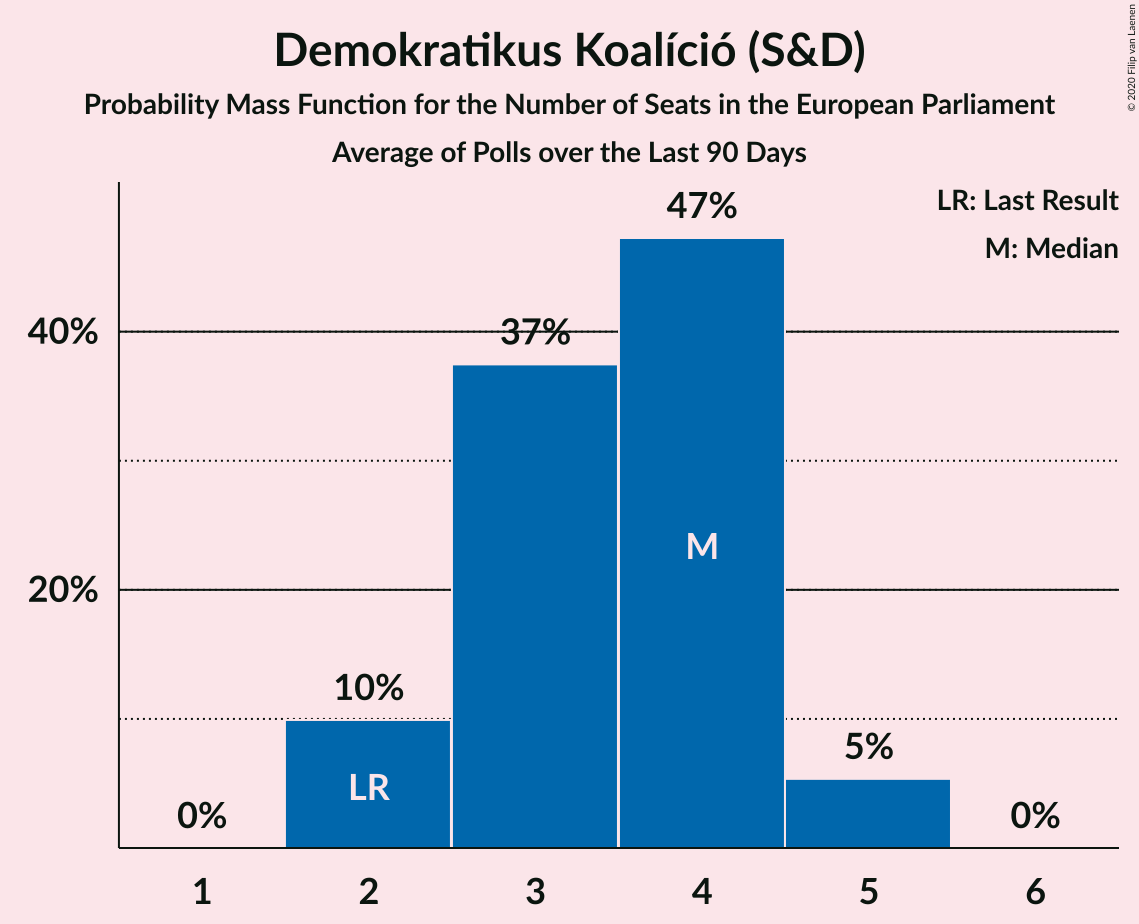 Demokratikus Koalíció (S&D)
Probability Mass Function for the Number of Seats in the European Parliament
Average of Polls over the Last 90 Days
© 2020 Filip van Laenen
LR: Last Result
M: Median
40%
20%
0%
10%
37%
47%
5%
0%
LR
M
1 2 3 4 5 6